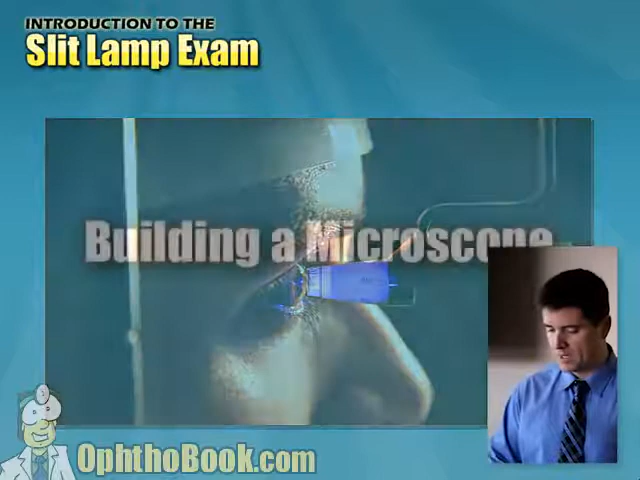 INTRODUCTION TO THE
Slit Lamp Exam
Building a Microscope
OphthoBook.com